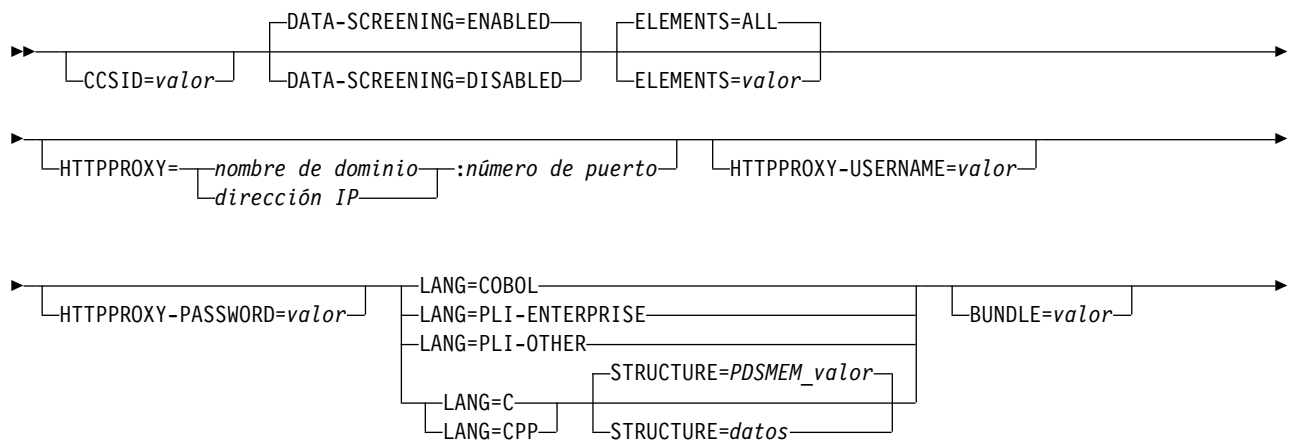 DATA-SCREENING=ENABLED ELEMENTS=ALL
CCSID=valor DATA-SCREENING=DISABLED ELEMENTS=valor
HTTPPROXY= nombre de dominio :número de puerto HTTPPROXY-USERNAME=valor
dirección IP
LANG=COBOL
HTTPPROXY-PASSWORD=valor LANG=PLI-ENTERPRISE BUNDLE=valor
LANG=PLI-OTHER
STRUCTURE=PDSMEM_valor
LANG=C
LANG=CPP STRUCTURE=datos